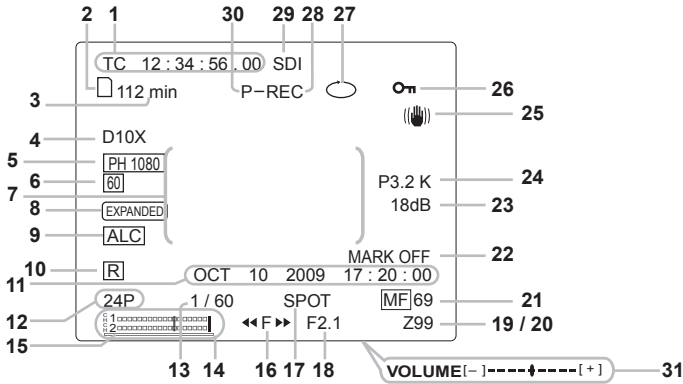 2 1 30 29 28 27
TC 12 : 34 : 56 . 00 SDI
3 112 min P-REC 26
25
4 D10X
5 PH 1080
6 60 P3.2 K 24
7 18dB 23
8 EXPANDED
9 ALC
MARK OFF 22
10 R
11 OCT 10 2009 17 : 20 : 00
12 24P 1 / 60 SPOT MF 69 21
CH1
CH2
F F2.1 Z99 19 / 20
15 13 14 16 17 18
VOLUME [ – ] [ + ] 31